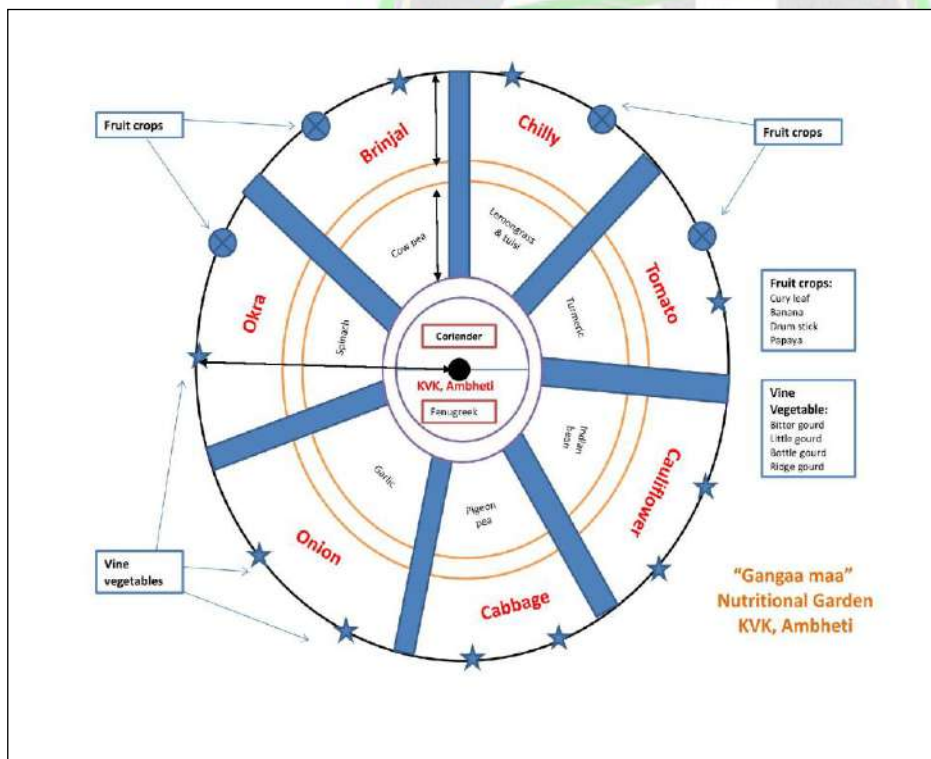 Fruit crops
Brinjal
Chilly
Fruit crops
Cow pea
Lemongrass
& tulsi
Okra
Spinach
Turmeric
Tomato
Coriender
KVK, Ambheti
Fenugreek
Fruit crops:
Cury leaf
Banana
Drum stick
Papaya
Vine
Vegetable:
Bitter gourd
Little gourd
Bottle gourd
Ridge gourd
Garlic
Pigeon
pea
Indian
bean
Cauliflower
Onion
Cabbage
Vine
vegetables
"Gangaa maa"
Nutritional Garden
KVK, Ambheti